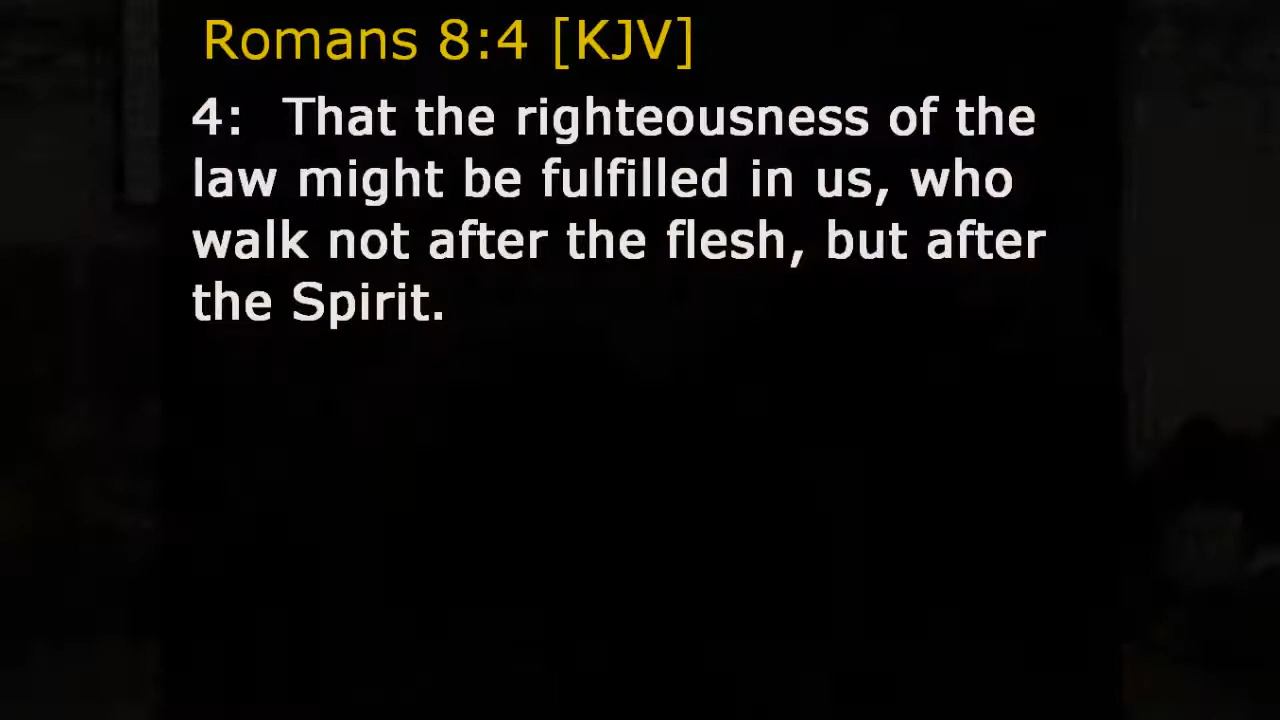 Romans 8:4 [KJV]
4: That the righteousness of the
law might be fulfilled in us, who
walk not after the flesh, but after
the Spirit.